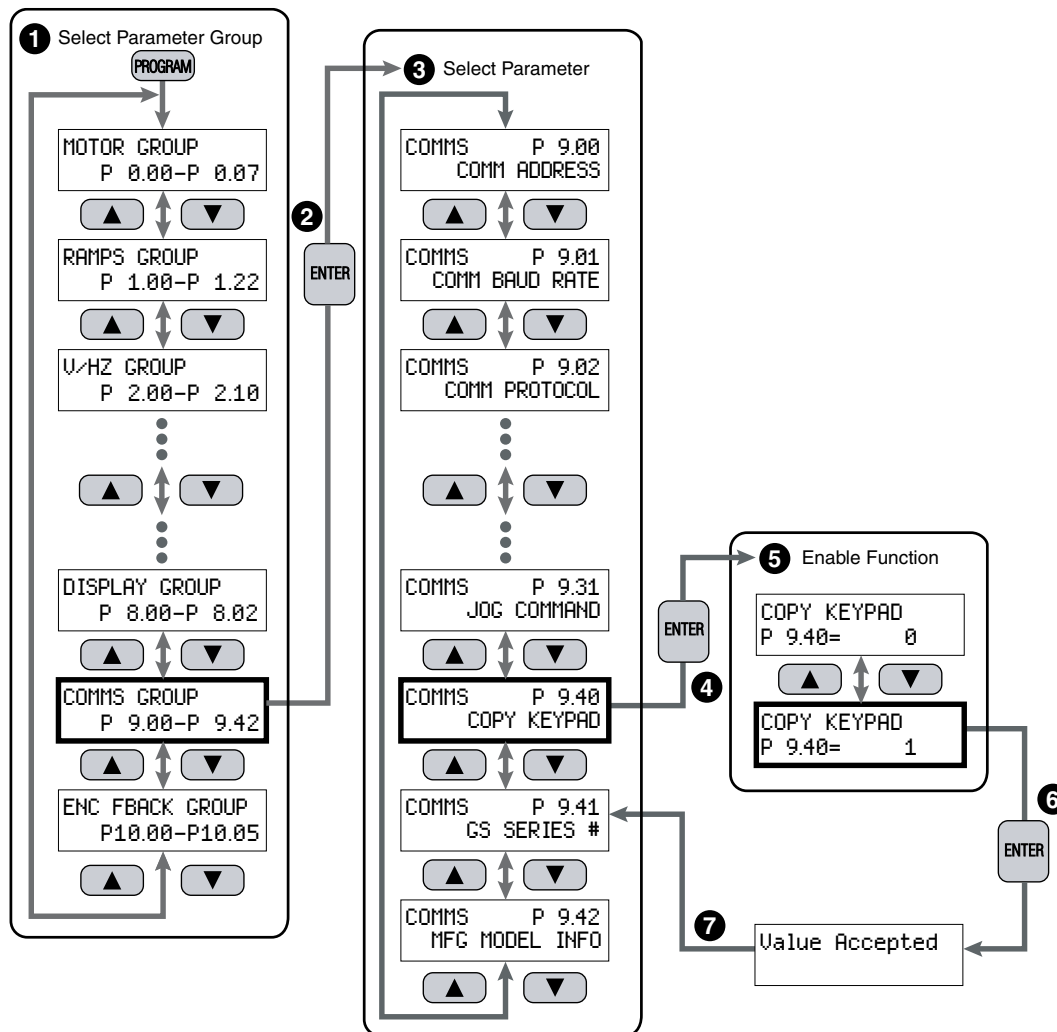 1 Select Parameter Group
PROGRAM
MOTOR GROUP
P 0.00-P 0.07
RAMPS GROUP
P 1.00-P 1.22
V/HZ GROUP
P 2.00-P 2.10
DISPLAY GROUP
P 8.00-P 8.02
COMMS GROUP
P 9.00-P 9.42
ENC FBACK GROUP
P10.00-P10.05
2
ENTER
3 Select Parameter
COMMS P 9.00
COMM ADDRESS
COMMS P 9.01
COMM BAUD RATE
COMMS P 9.02
COMM PROTOCOL
COMMS P 9.31
JOG COMMAND
COMMS P 9.40
COPY KEYPAD
COMMS P 9.41
GS SERIES #
COMMS P 9.42
MFG MODEL INFO
ENTER
4
5 Enable Function
COPY KEYPAD
P 9.40= 0
COPY KEYPAD
P 9.40= 1
6
ENTER
7
Value Accepted